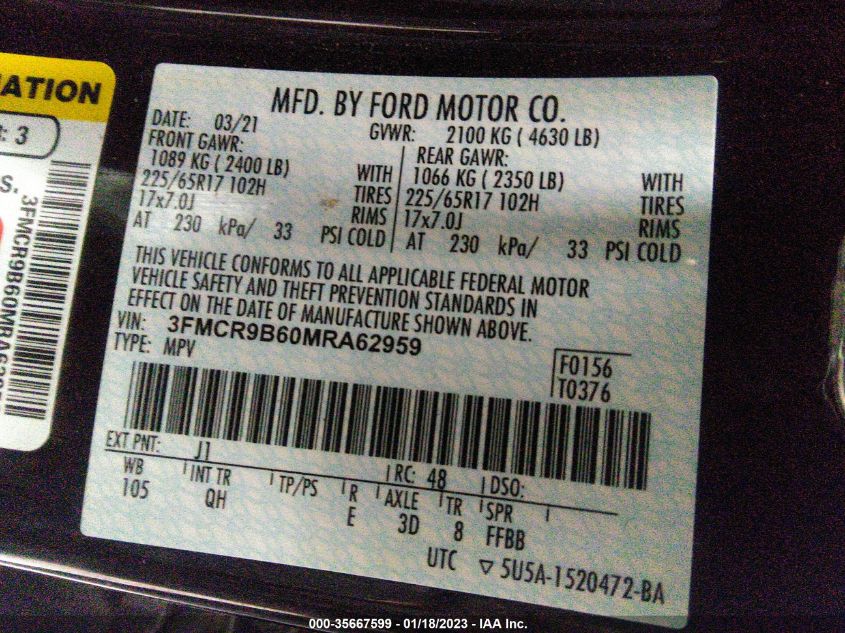 ATION
: 3
S.
3FMCR9B60MRA629
MFD. BY FORD MOTOR CO.
DATE: 03/21 GVWR: 2100 KG ( 4630 LB)
FRONT GAWR: REAR GAWR:
1089 KG ( 2400 LB) WITH 1066 KG ( 2350 LB) WITH
225/65R17 102H TIRES 225/65R17 102H TIRES
17x7.0J RIMS 17x7.0J RIMS
AT 230 kPa/ 33 PSI COLD AT 230 kPa/ 33 PSI COLD
THIS VEHICLE CONFORMS TO ALL APPLICABLE FEDERAL MOTOR
VEHICLE SAFETY AND THEFT PREVENTION STANDARDS IN
EFFECT ON THE DATE OF MANUFACTURE SHOWN ABOVE.
VIN: 3FMCR9B60MRA62959
TYPE: MPV
F0156
T0376
EXT PNT: J1 RC: 48 DSO:
WB INT TR TP/PS R AXLE TR SPR
105 QH E 3D 8 FFBB
UTC ▽ 5U5A-1520472-BA
000-35667599 — 01/18/2023 - IAA Inc.